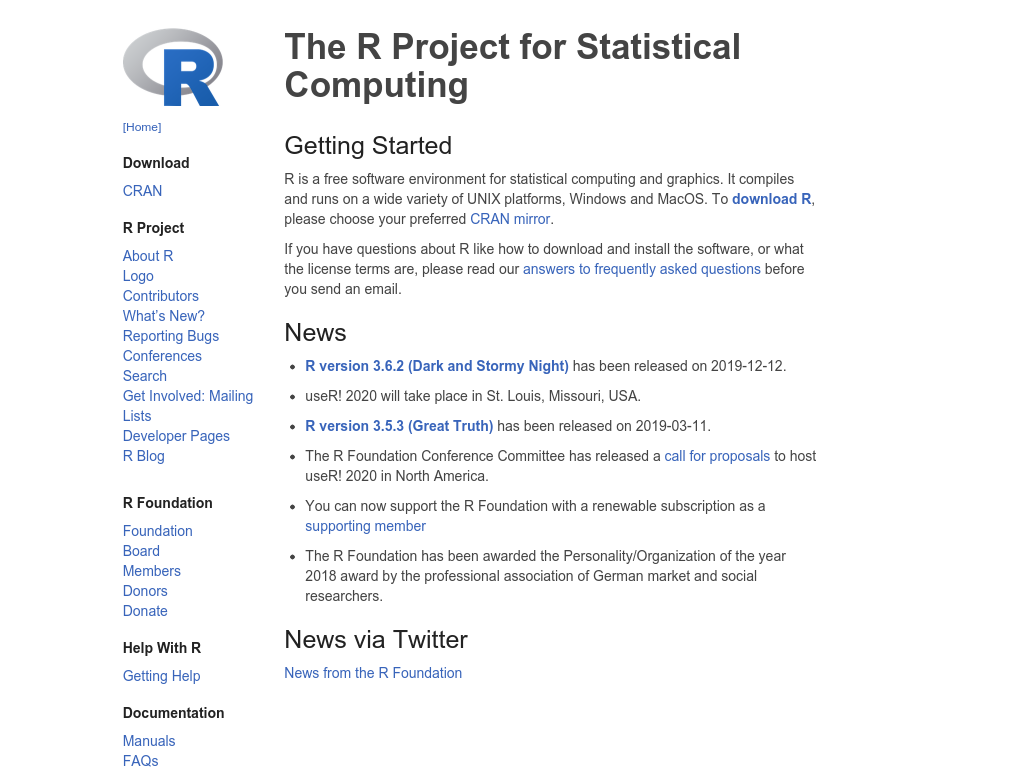 R
[Home]
Download
CRAN
R Project
About R
Logo
Contributors
What's New?
Reporting Bugs
Conferences
Search
Get Involved: Mailing
Lists
Developer Pages
R Blog
R Foundation
Foundation
Board
Members
Donors
Donate
Help With R
Getting Help
Documentation
Manuals
FAQs
The R Project for Statistical
Computing
Getting Started
R is a free software environment for statistical computing and graphics. It compiles
and runs on a wide variety of UNIX platforms, Windows and MacOS. To download R,
please choose your preferred CRAN mirror.
If you have questions about R like how to download and install the software, or what
the license terms are, please read our answers to frequently asked questions before
you send an email.
News
• R version 3.6.2 (Dark and Stormy Night) has been released on 2019-12-12.
• useR! 2020 will take place in St. Louis, Missouri, USA.
• R version 3.5.3 (Great Truth) has been released on 2019-03-11.
• The R Foundation Conference Committee has released a call for proposals to host
useR! 2020 in North America.
• You can now support the R Foundation with a renewable subscription as a
supporting member
• The R Foundation has been awarded the Personality/Organization of the year
2018 award by the professional association of German market and social
researchers.
News via Twitter
News from the R Foundation